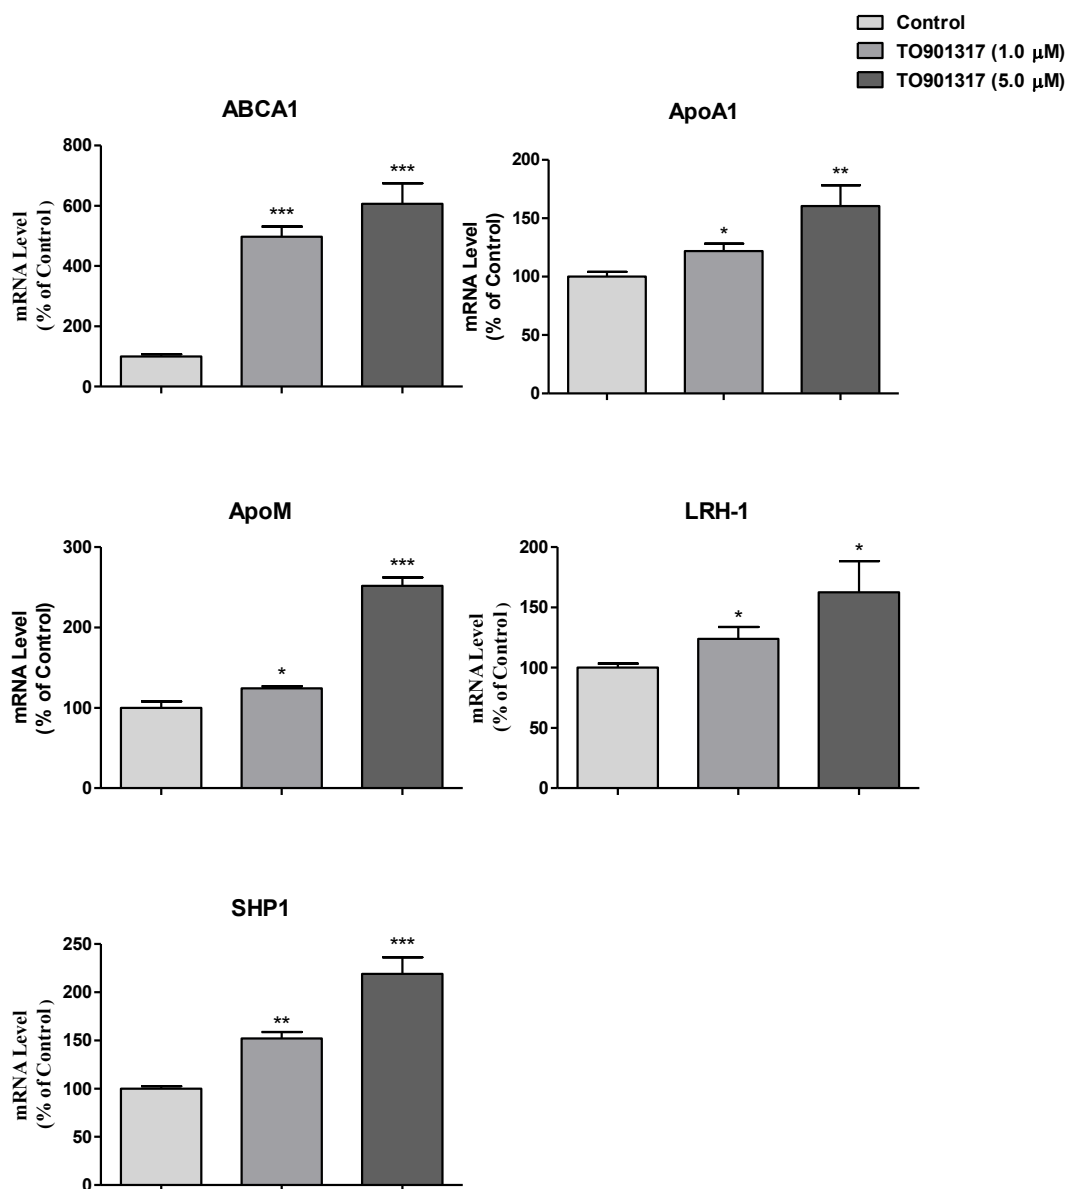 Control
TO901317 (1.0 μM)
TO901317 (5.0 μM)
ABCA1
mRNA Level
(% of Control)
800
600
400
200
0
***
***
ApoA1
mRNA Level
(% of Control)
200
150
100
50
0
*
**
ApoM
mRNA Level
(% of Control)
300
200
100
0
*
***
LRH-1
mRNA Level
(% of Control)
200
150
100
50
0
*
*
SHP1
mRNA Level
(% of Control)
250
200
150
100
50
0
**
***